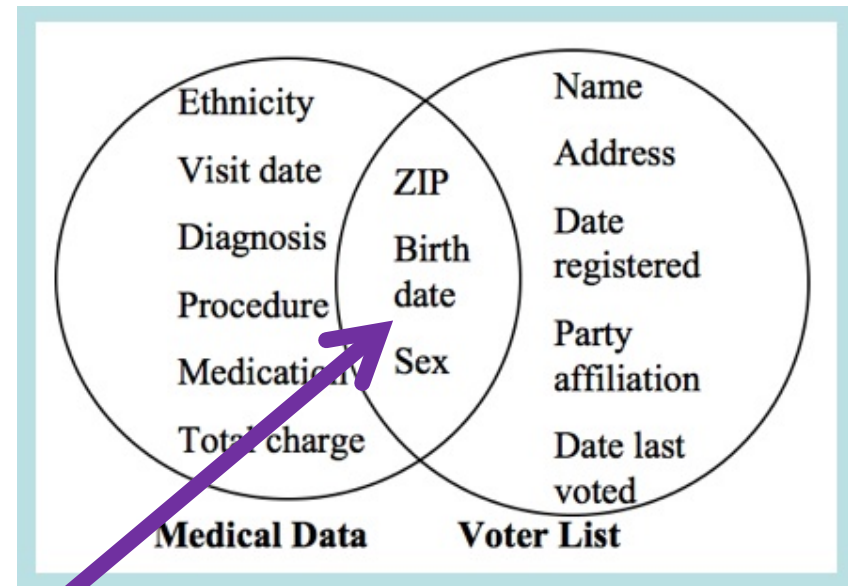 Ethnicity
Visit date
Diagnosis
Procedure
Medication
Total charge
ZIP
Birth
date
Sex
Name
Address
Date
registered
Party
affiliation
Date last
voted
Medical Data
Voter List